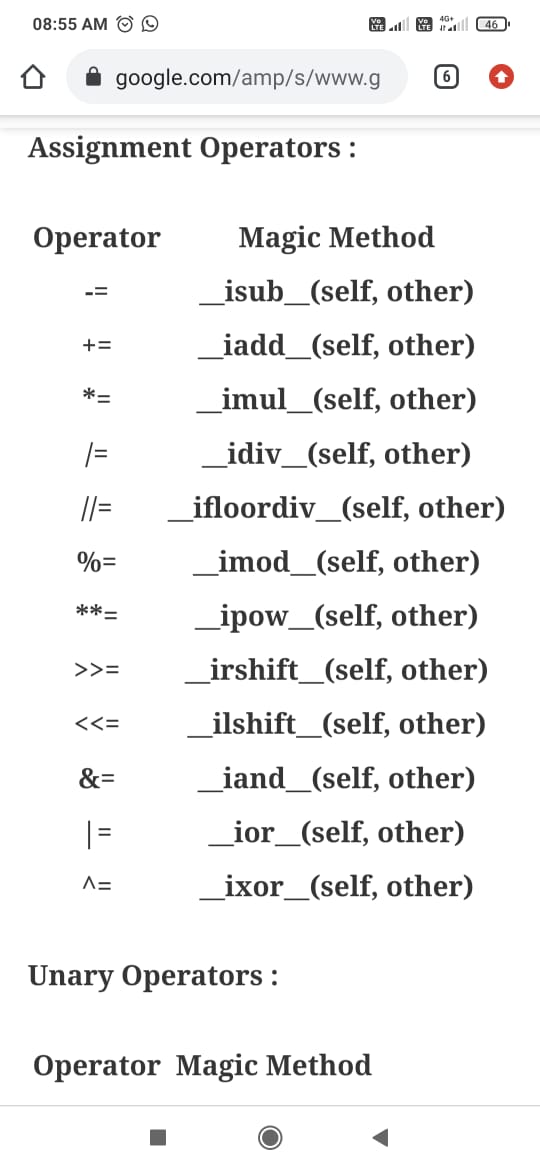 08:55 AM Vo LTE Vo LTE 4G+ 46
google.com/amp/s/www.g 6
Assignment Operators :
Operator Magic Method
-= __isub__(self, other)
+= __iadd__(self, other)
*= __imul__(self, other)
/= __idiv__(self, other)
//= __ifloordiv__(self, other)
%= __imod__(self, other)
**= __ipow__(self, other)
>>= __irshift__(self, other)
<<= __ilshift__(self, other)
&= __iand__(self, other)
|= __ior__(self, other)
^= __ixor__(self, other)
Unary Operators :
Operator Magic Method